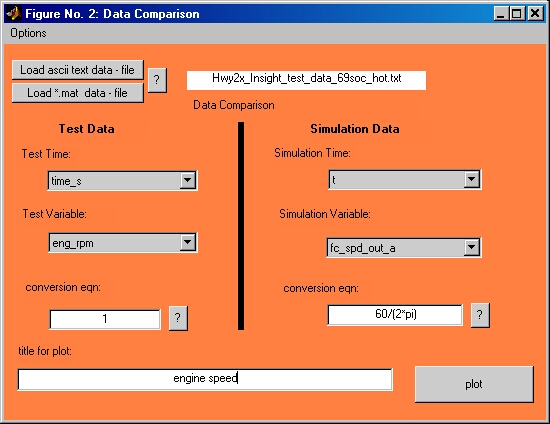 Figure No. 2: Data Comparison
Options
Load ascii text data - file
Load *.mat data - file
?
Hwy2x_Insight_test_data_69soc_hot.txt
Data Comparison
Test Data
Simulation Data
Test Time:
Simulation Time:
time_s
t
Test Variable:
Simulation Variable:
eng_rpm
fc_spd_out_a
conversion eqn:
conversion eqn:
1
?
60/(2*pi)
?
title for plot:
engine speed
plot